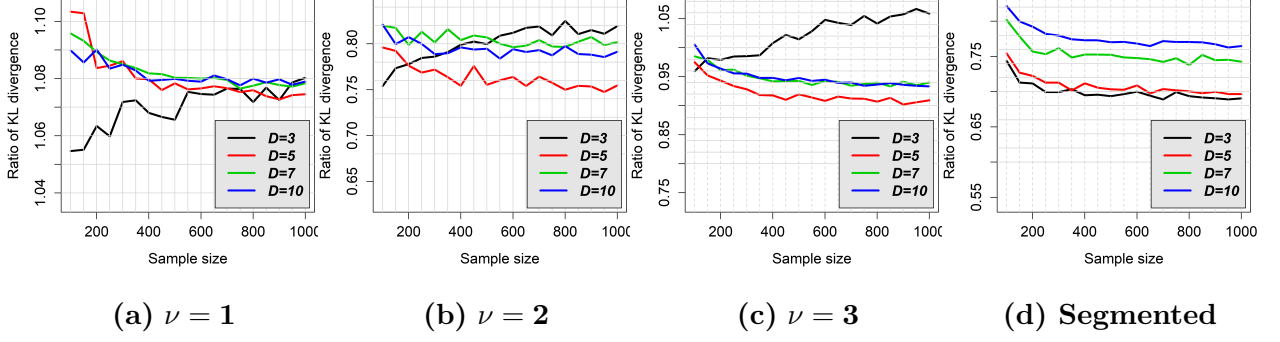 Ratio of KL divergence
1.04 1.06 1.08 1.10
D=3
D=5
D=7
D=10
200 400 600 800 1000
Sample size
(a) ν = 1
Ratio of KL divergence
0.65 0.70 0.75 0.80
D=3
D=5
D=7
D=10
200 400 600 800 1000
Sample size
(b) ν = 2
Ratio of KL divergence
0.75 0.85 0.95 1.05
D=3
D=5
D=7
D=10
200 400 600 800 1000
Sample size
(c) ν = 3
Ratio of KL divergence
0.55 0.65 0.75
D=3
D=5
D=7
D=10
200 400 600 800 1000
Sample size
(d) Segmented